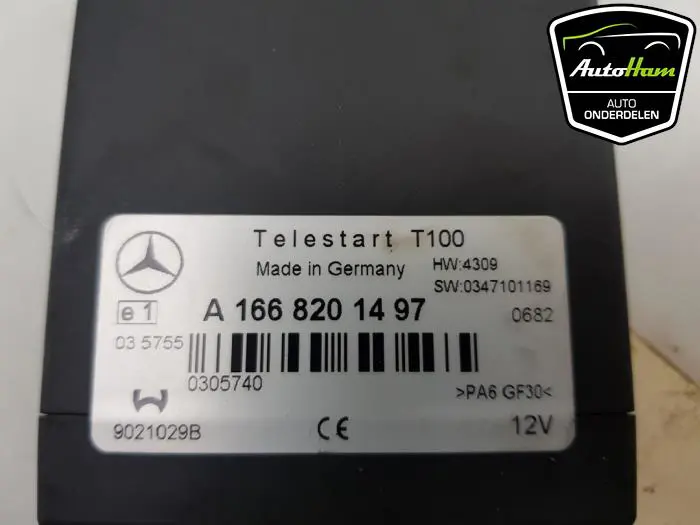 AutoHam
AUTO
ONDERDELEN
Telestart T100
Made in Germany
HW:4309
SW:0347101169
e1
A 166 820 14 97
0682
03 5755
0305740
>PA6 GF30<
9021029B
CE
12V